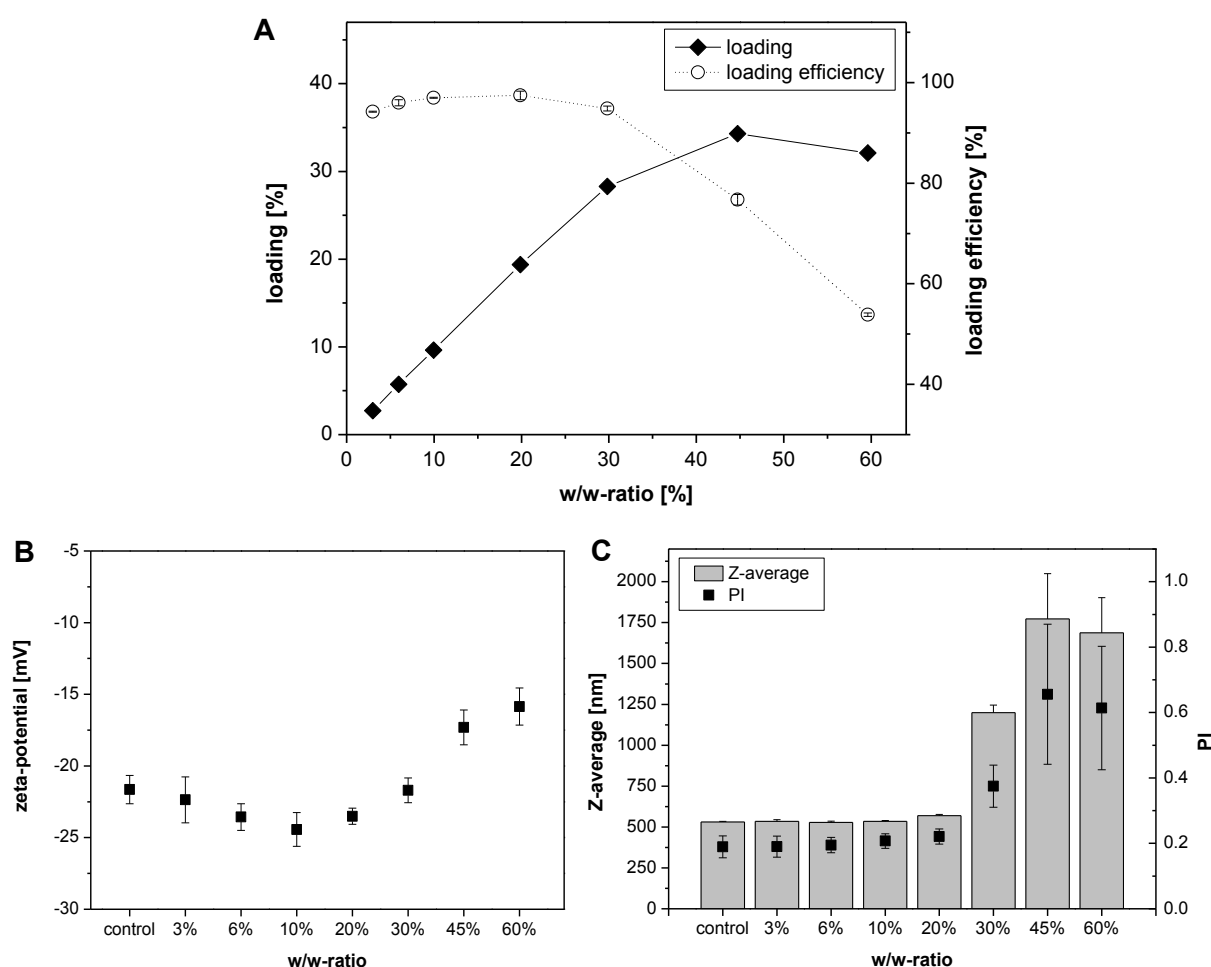 A
loading
loading efficiency
loading [%]
40
30
20
10
0
100
80
60
40
loading efficiency [%]
0 10 20 30 40 50 60
w/w-ratio [%]
B
zeta-potential [mV]
-5
-10
-15
-20
-25
-30
control 3% 6% 10% 20% 30% 45% 60%
w/w-ratio
C
Z-average
PI
Z-average [nm]
2000
1750
1500
1250
1000
750
500
250
0
1.0
0.8
0.6
0.4
0.2
0.0
PI
control 3% 6% 10% 20% 30% 45% 60%
w/w-ratio